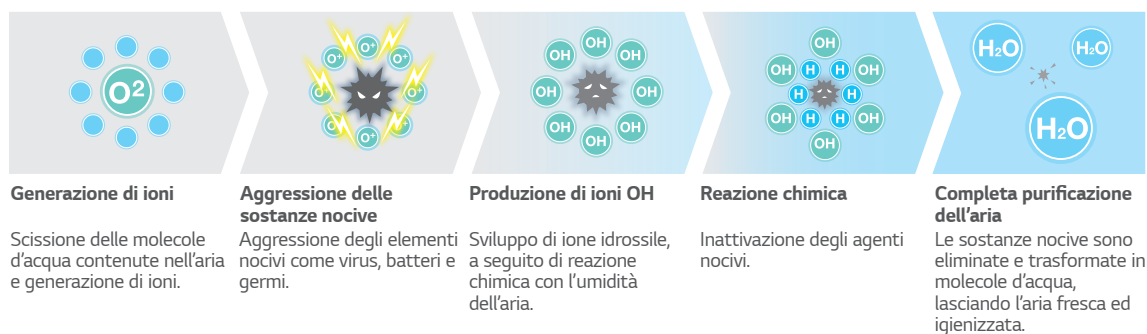 O²
O⁺ O⁺ O⁺
O⁺ O⁺
O⁺ O⁺ O⁺
OH
OH OH
OH OH
OH OH
OH
OH
OH H H OH
H H
OH H H OH
OH
H₂O H₂O
H₂O
Generazione di ioni
Scissione delle molecole
d'acqua contenute nell'aria
e generazione di ioni.
Aggressione delle
sostanze nocive
Aggressione degli elementi
nocivi come virus, batteri e
germi.
Produzione di ioni OH
Sviluppo di ione idrossile,
a seguito di reazione
chimica con l'umidità
dell'aria.
Reazione chimica
Inattivazione degli agenti
nocivi.
Completa purificazione
dell'aria
Le sostanze nocive sono
eliminate e trasformate in
molecole d'acqua,
lasciando l'aria fresca ed
igienizzata.